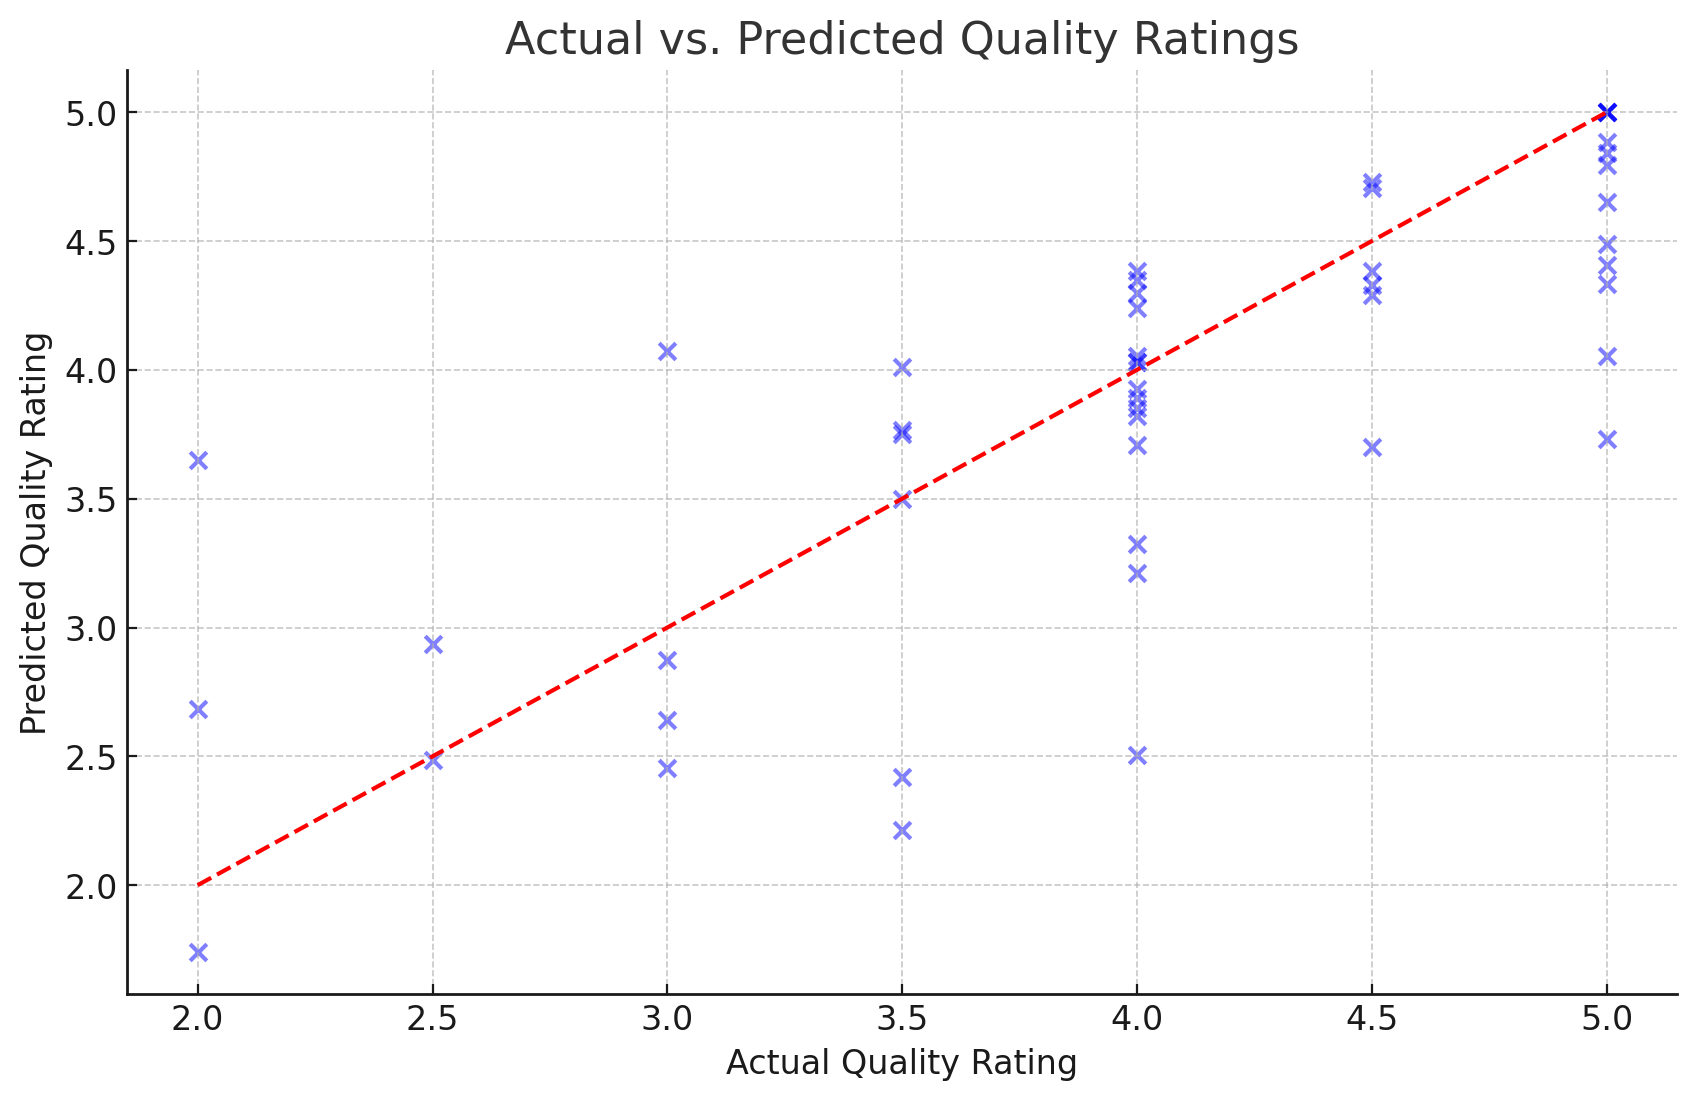 Actual vs. Predicted Quality Ratings
Predicted Quality Rating
5.0
4.5
4.0
3.5
3.0
2.5
2.0
2.0 2.5 3.0 3.5 4.0 4.5 5.0
Actual Quality Rating